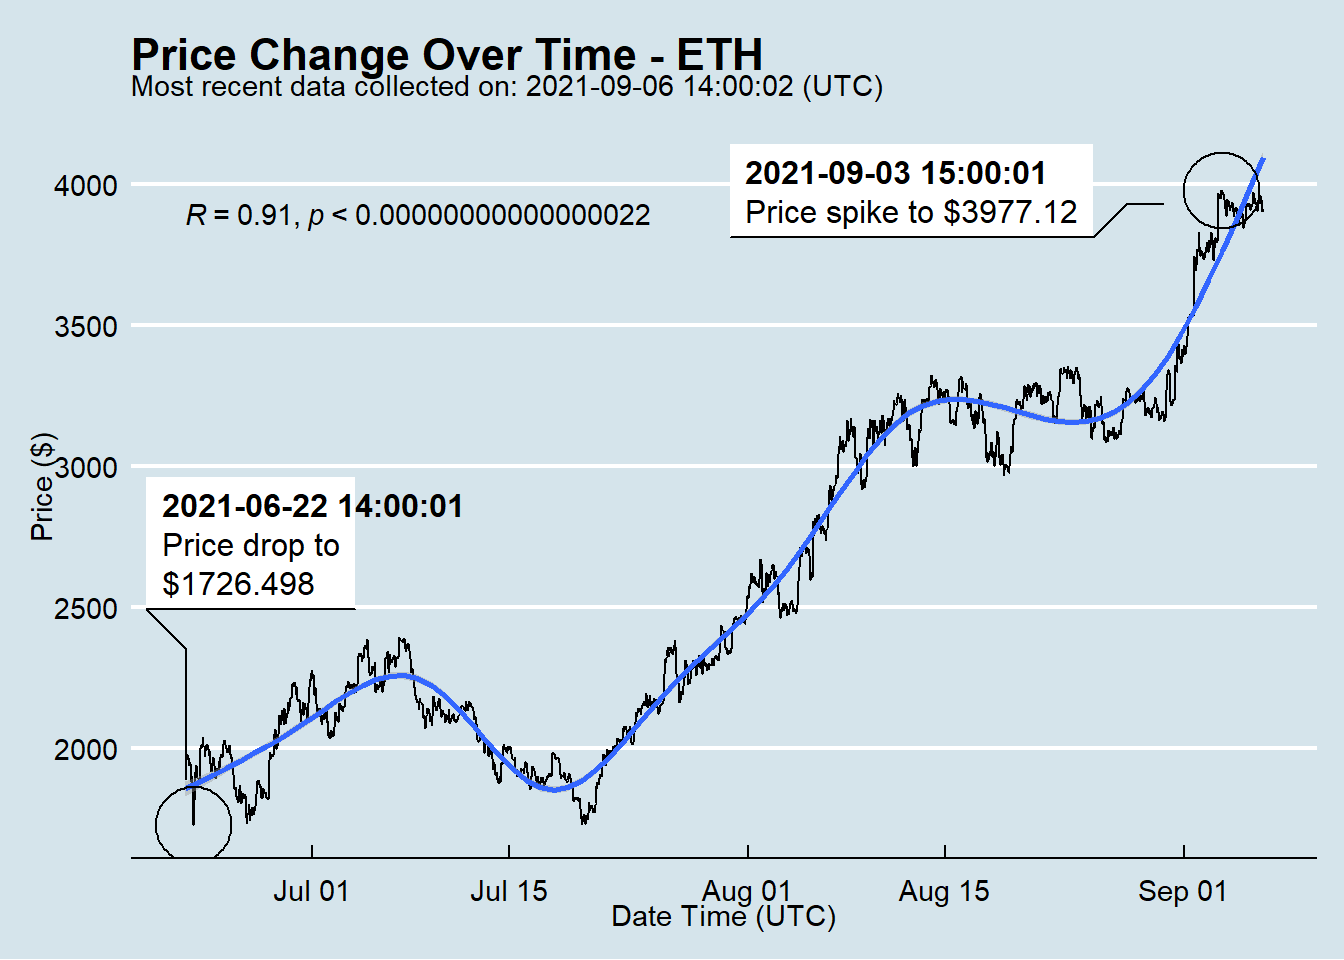 Price Change Over Time - ETH
Most recent data collected on: 2021-09-06 14:00:02 (UTC)
2021-09-03 15:00:01
Price spike to $3977.12
R = 0.91, p < 0.00000000000000022
4000
3500
3000
2500
2000
Price ($)
2021-06-22 14:00:01
Price drop to
$1726.498
Jul 01
Jul 15
Aug 01
Aug 15
Sep 01
Date Time (UTC)